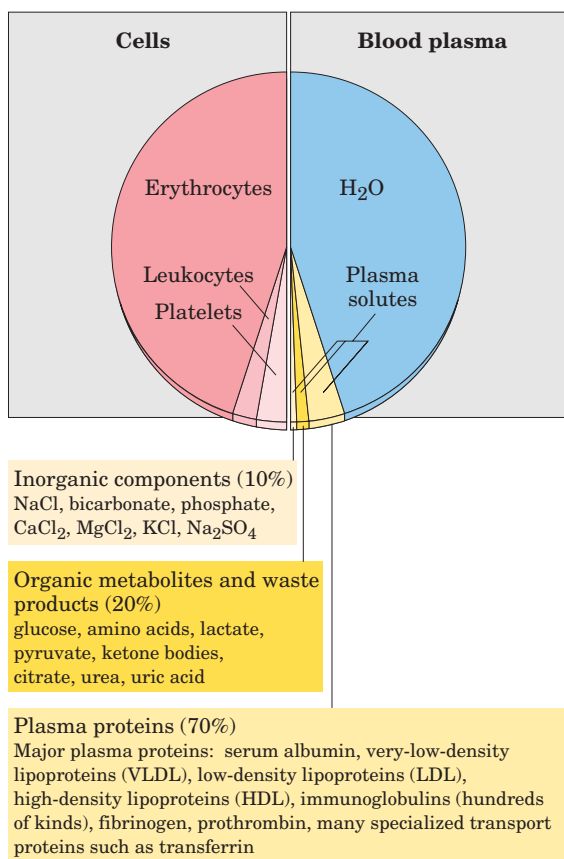 Cells
Blood plasma
Erythrocytes
H₂O
Leukocytes
Platelets
Plasma
solutes
Inorganic components (10%)
NaCl, bicarbonate, phosphate,
CaCl₂, MgCl₂, KCl, Na₂SO₄
Organic metabolites and waste
products (20%)
glucose, amino acids, lactate,
pyruvate, ketone bodies,
citrate, urea, uric acid
Plasma proteins (70%)
Major plasma proteins: serum albumin, very-low-density
lipoproteins (VLDL), low-density lipoproteins (LDL),
high-density lipoproteins (HDL), immunoglobulins (hundreds
of kinds), fibrinogen, prothrombin, many specialized transport
proteins such as transferrin